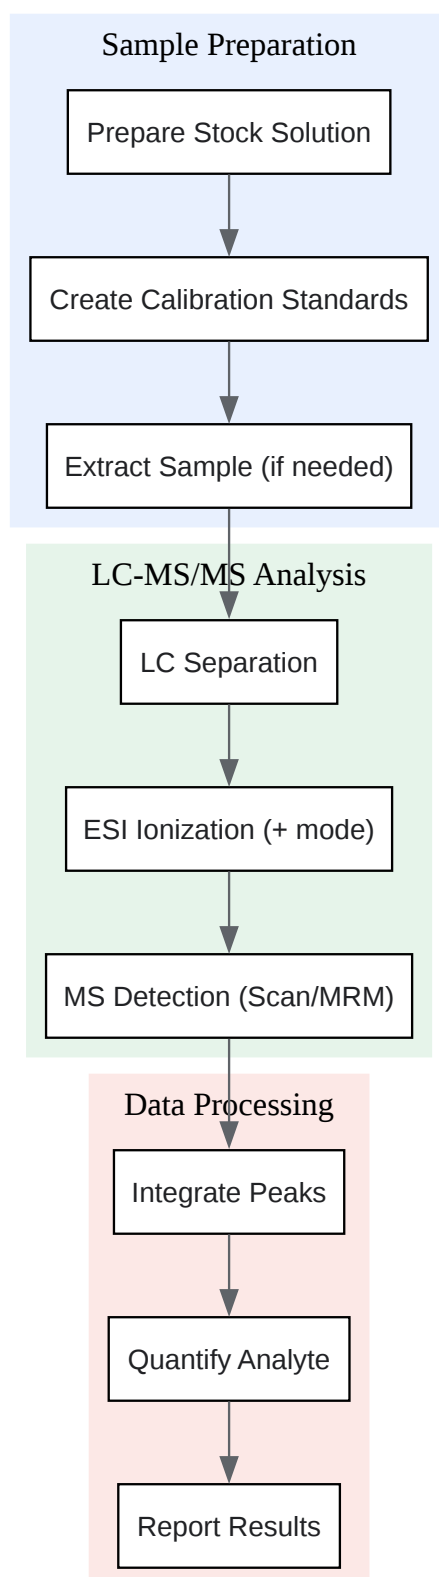 Sample Preparation
Prepare Stock Solution
Create Calibration Standards
Extract Sample (if needed)
LC-MS/MS Analysis
LC Separation
ESI Ionization (+ mode)
MS Detection (Scan/MRM)
Data Processing
Integrate Peaks
Quantify Analyte
Report Results